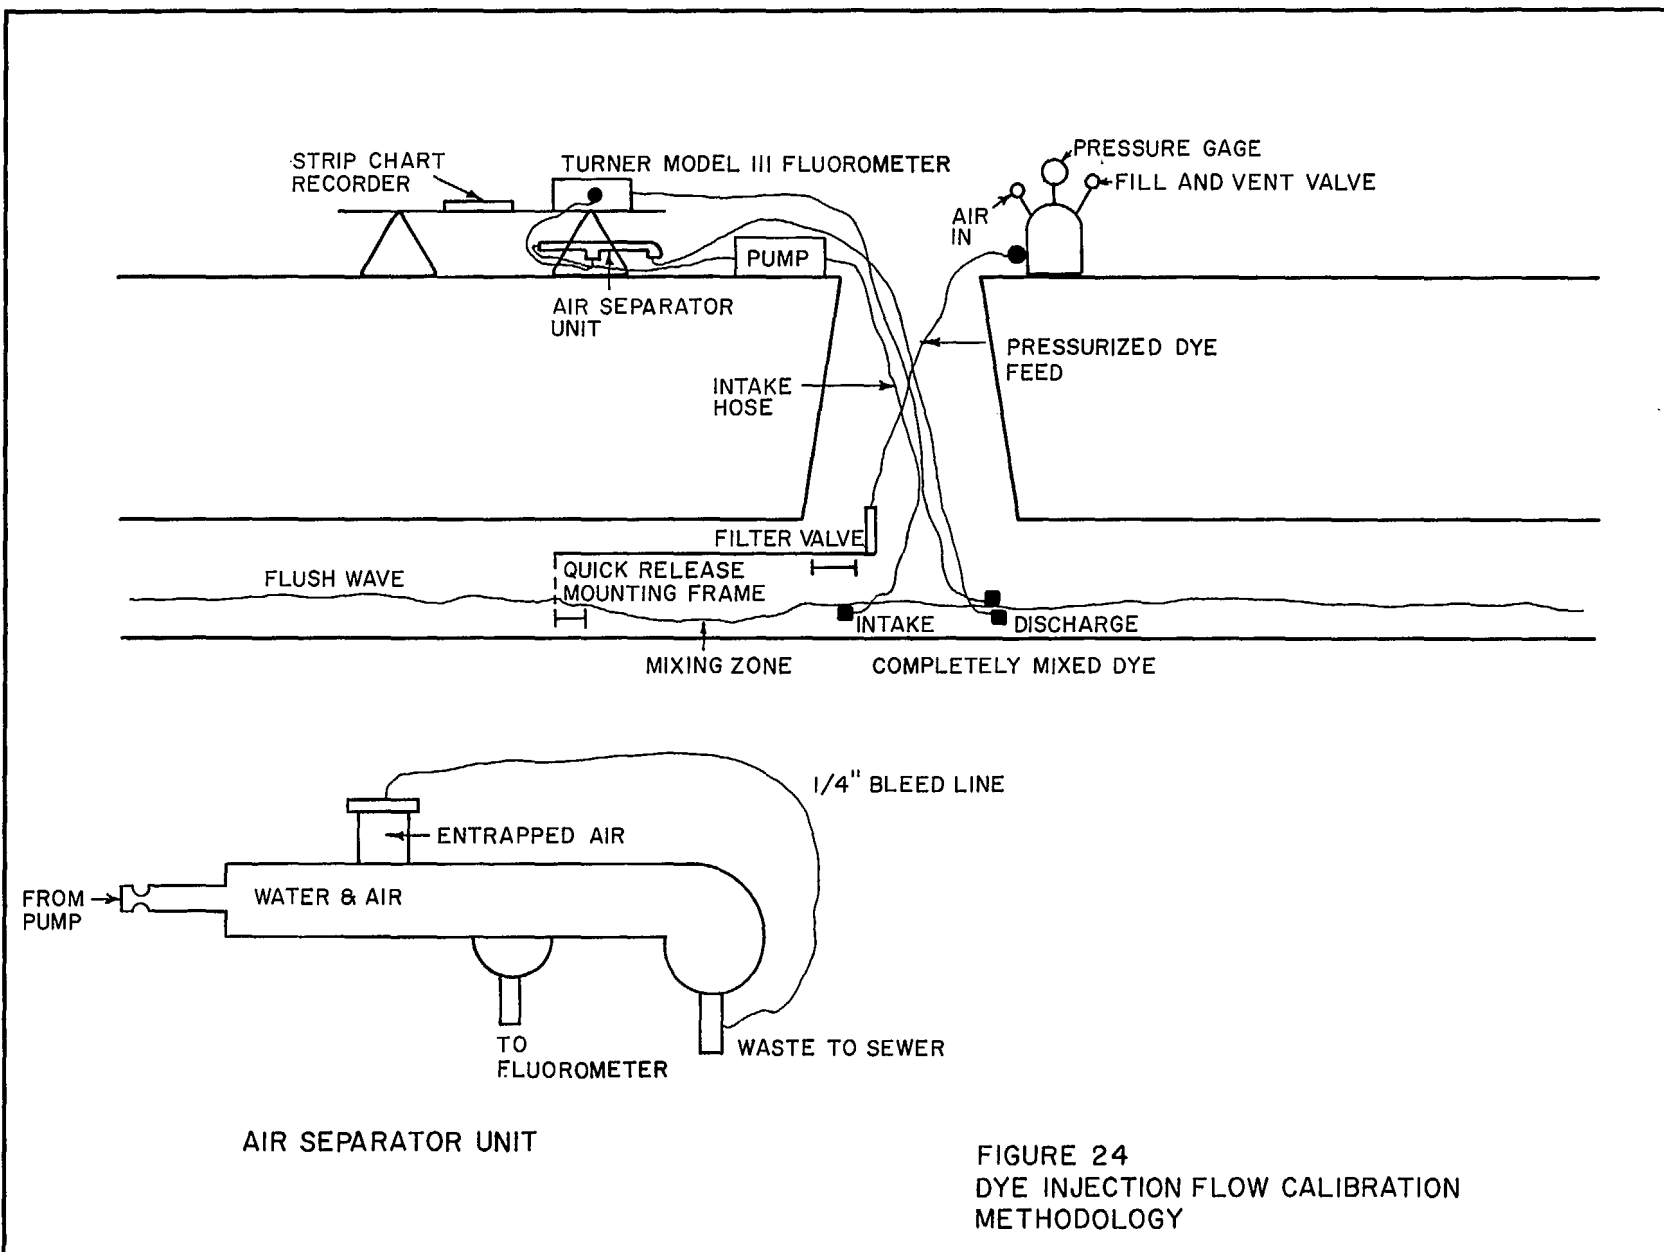 STRIP CHART
RECORDER
TURNER MODEL III FLUOROMETER
PRESSURE GAGE
FILL AND VENT VALVE
AIR
IN
PUMP
AIR SEPARATOR
UNIT
PRESSURIZED DYE
FEED
INTAKE
HOSE
FILTER VALVE
FLUSH WAVE
QUICK RELEASE
MOUNTING FRAME
INTAKE
DISCHARGE
MIXING ZONE
COMPLETELY MIXED DYE
1/4" BLEED LINE
ENTRAPPED AIR
FROM
PUMP
WATER & AIR
TO
FLUOROMETER
WASTE TO SEWER
AIR SEPARATOR UNIT
FIGURE 24
DYE INJECTION FLOW CALIBRATION
METHODOLOGY